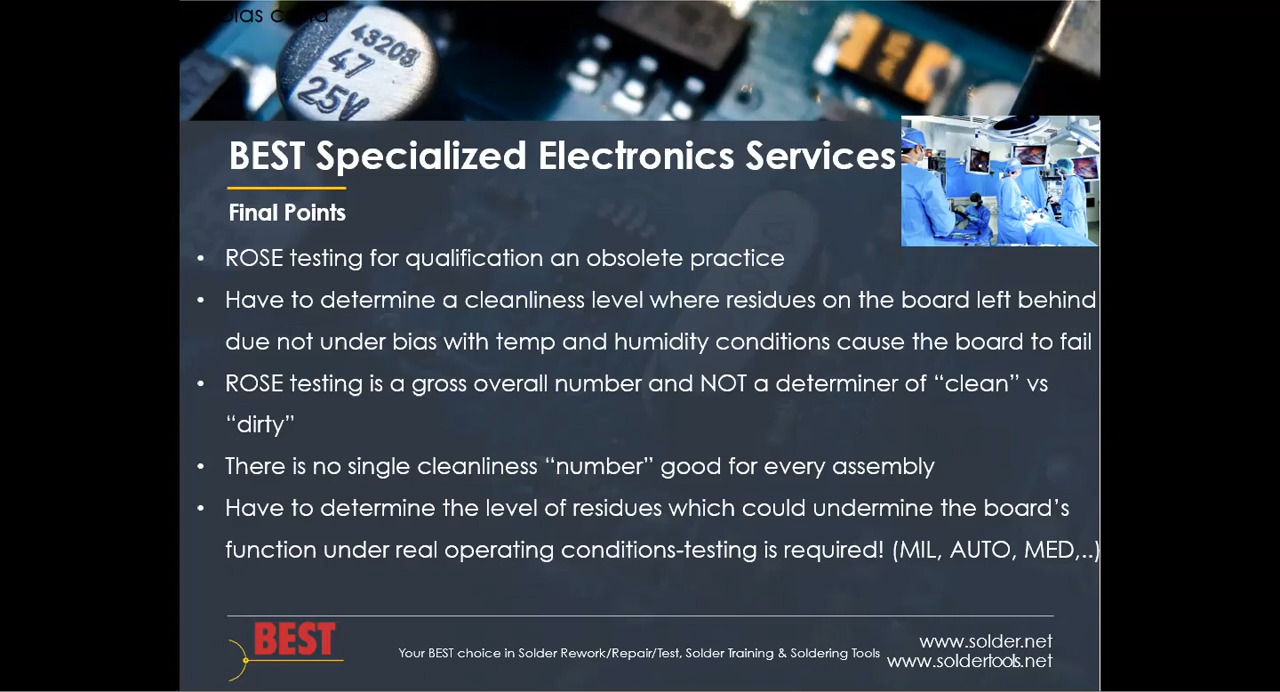 bias cond
43203
47
25V
BEST Specialized Electronics Services
Final Points
• ROSE testing for qualification an obsolete practice
• Have to determine a cleanliness level where residues on the board left behind
due not under bias with temp and humidity conditions cause the board to fail
• ROSE testing is a gross overall number and NOT a determiner of “clean” vs
“dirty”
• There is no single cleanliness “number” good for every assembly
• Have to determine the level of residues which could undermine the board’s
function under real operating conditions-testing is required! (MIL, AUTO, MED,..)
BEST
Your BEST choice in Solder Rework/Repair/Test, Solder Training & Soldering Tools
www.solder.net
www.soldertools.net